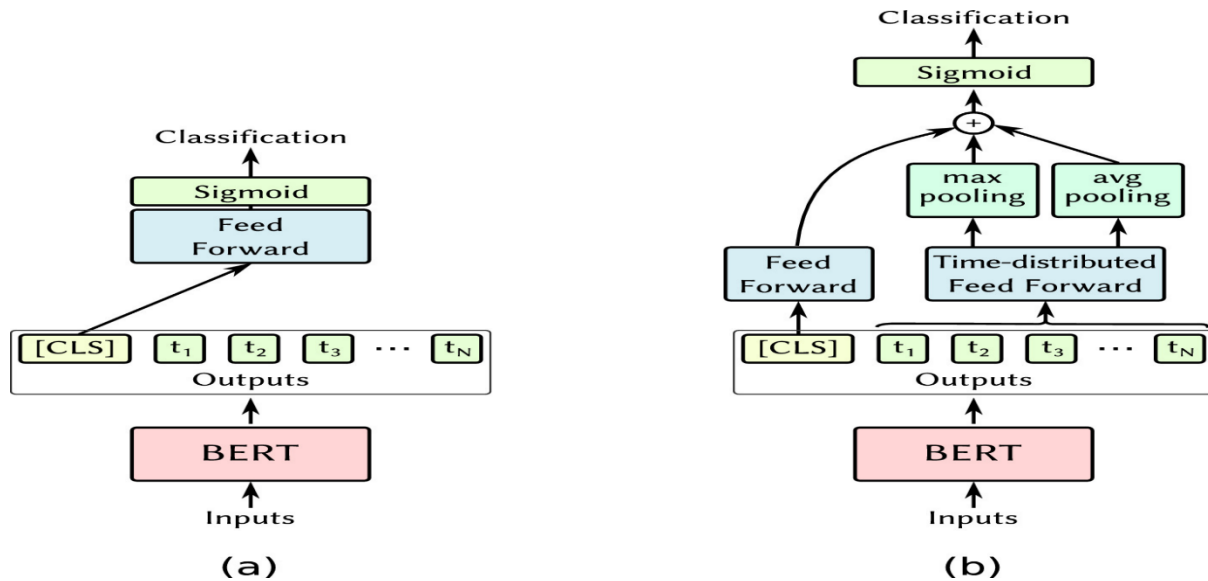 Classification
Sigmoid
Feed
Forward
[CLS] t1 t2 t3 ··· tN
Outputs
BERT
Inputs
(a)
Classification
Sigmoid
+
max
pooling
avg
pooling
Feed
Forward
Time-distributed
Feed Forward
[CLS] t1 t2 t3 ··· tN
Outputs
BERT
Inputs
(b)